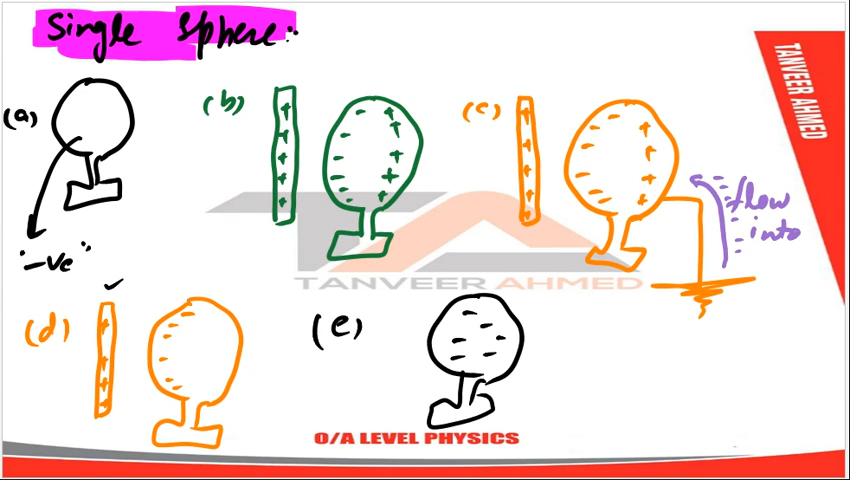 Single Sphere:
(a)
(b)
(c)
TANVEER AHMED
flow
into
"-ve"
TANVEER AHMED
(d)
(e)
O/A LEVEL PHYSICS